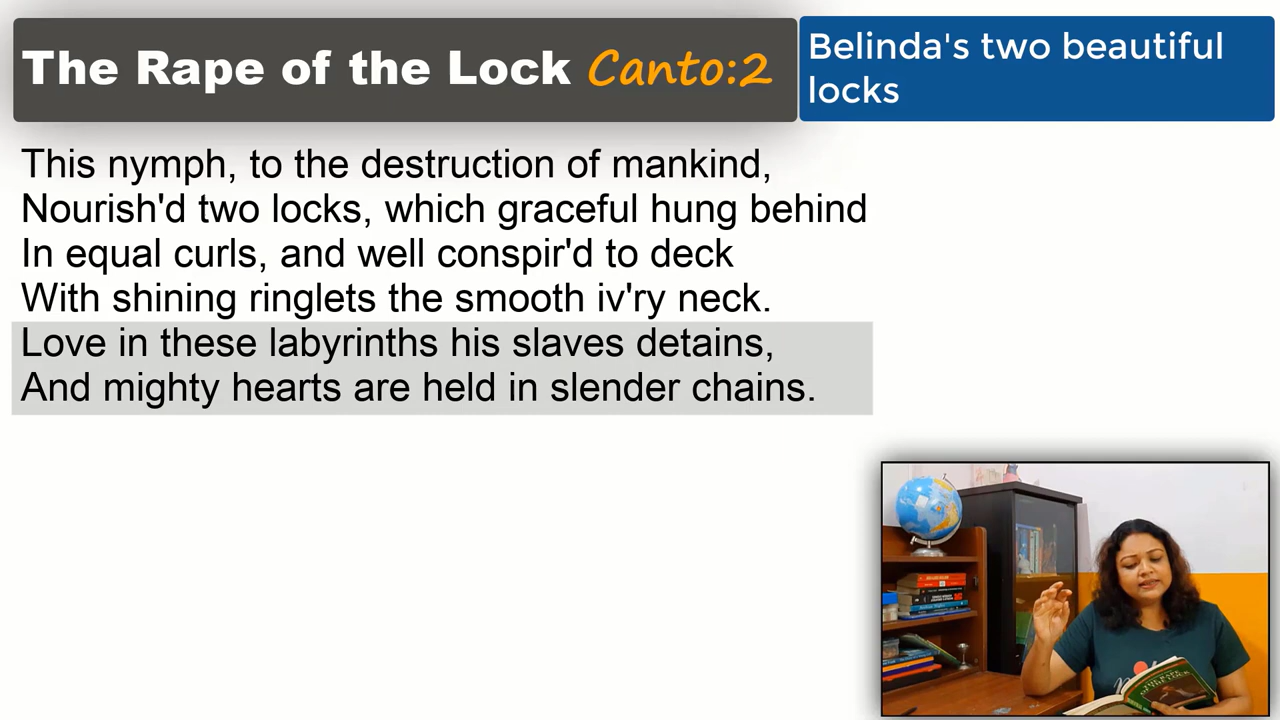 The Rape of the Lock Canto:2
Belinda's two beautiful
locks
This nymph, to the destruction of mankind,
Nourish'd two locks, which graceful hung behind
In equal curls, and well conspir'd to deck
With shining ringlets the smooth iv'ry neck.
Love in these labyrinths his slaves detains,
And mighty hearts are held in slender chains.